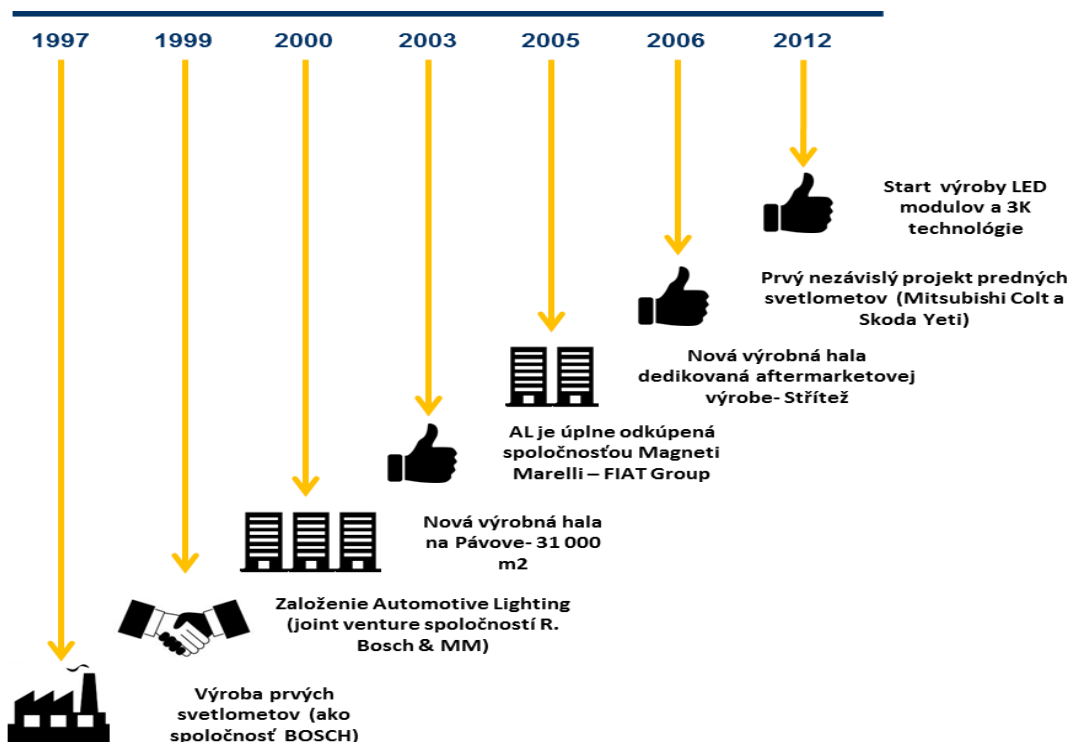 1997 1999 2000 2003 2005 2006 2012
Start výroby LED
modulov a 3K
technológie
Prvý nezávislý projekt predných
svetlometov (Mitsubishi Colt a
Skoda Yeti)
Nová výrobná hala
dedikovaná aftermarketovej
výrobe- Střítež
AL je úplne odkúpená
spoločnosťou Magneti
Marelli – FIAT Group
Nová výrobná hala
na Pávove- 31 000
m2
Založenie Automotive Lighting
(joint venture spoločností R.
Bosch & MM)
Výroba prvých
svetlometov (ako
spoločnosť BOSCH)